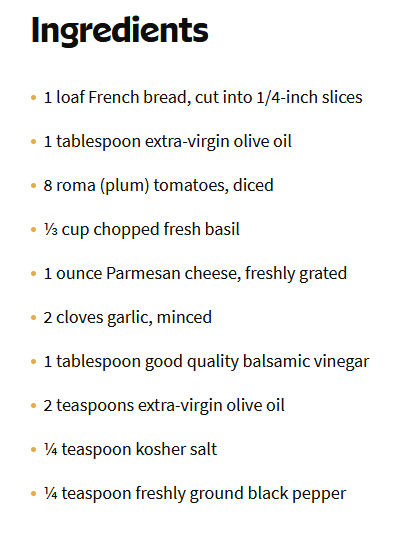 Ingredients
• 1 loaf French bread, cut into 1/4-inch slices
• 1 tablespoon extra-virgin olive oil
• 8 roma (plum) tomatoes, diced
• ⅓ cup chopped fresh basil
• 1 ounce Parmesan cheese, freshly grated
• 2 cloves garlic, minced
• 1 tablespoon good quality balsamic vinegar
• 2 teaspoons extra-virgin olive oil
• ¼ teaspoon kosher salt
• ¼ teaspoon freshly ground black pepper